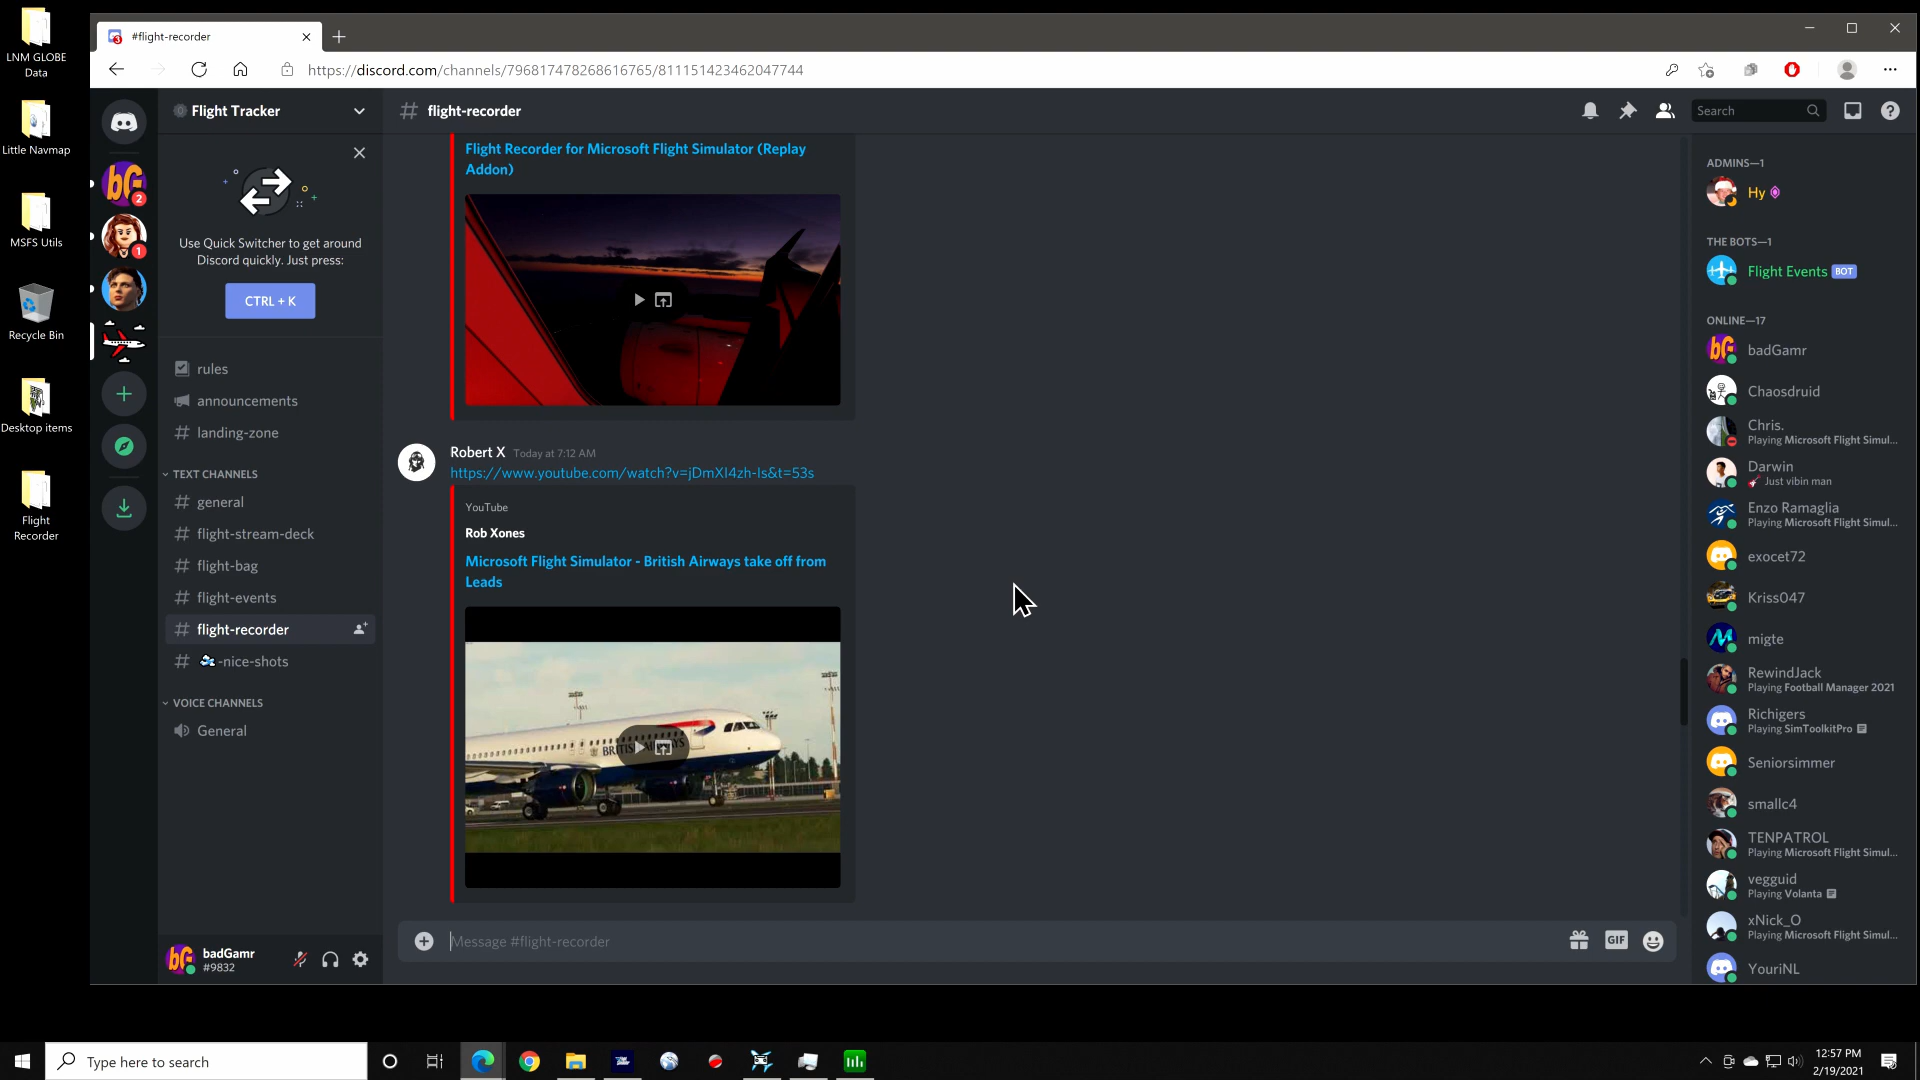 LNM GLOBE
Data
Little Navmap
MSFS Utils
Recycle Bin
Desktop items
Flight
Recorder
#flight-recorder
https://discord.com/channels/796817478268616765/811151423462047744
Flight Tracker
Use Quick Switcher to get around
Discord quickly. Just press:
CTRL + K
rules
announcements
landing-zone
TEXT CHANNELS
general
flight-stream-deck
flight-bag
flight-events
flight-recorder
-nice-shots
VOICE CHANNELS
General
badGamr
#9832
2
1
3
# flight-recorder
Search
Flight Recorder for Microsoft Flight Simulator (Replay
Addon)
Robert X Today at 7:12 AM
https://www.youtube.com/watch?v=jDmXI4zh-ls&t=53s
YouTube
Rob Xones
Microsoft Flight Simulator - British Airways take off from
Leads
Message #flight-recorder
GIF
ADMINS—1
Hy
THE BOTS—1
Flight Events BOT
ONLINE—17
badGamr
Chaosdruid
Chris.
Playing Microsoft Flight Simul...
Darwin
Just vibin man
Enzo Ramaglia
Playing Microsoft Flight Simul...
exocet72
Kriss047
migte
RewindJack
Playing Football Manager 2021
Richigers
Playing SimToolkitPro
Seniorsimmer
smallc4
TENPATROL
Playing Microsoft Flight Simul...
vegguid
Playing Volanta
xNick_O
Playing Microsoft Flight Simul...
YouriNL
Type here to search
12:57 PM
2/19/2021